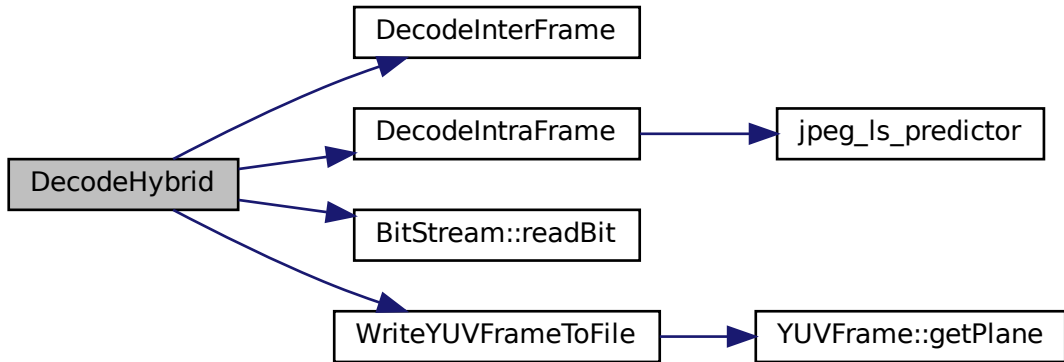 DecodeInterFrame
DecodeIntraFrame
jpeg_ls_predictor
DecodeHybrid
BitStream::readBit
WriteYUVFrameToFile
YUVFrame::getPlane